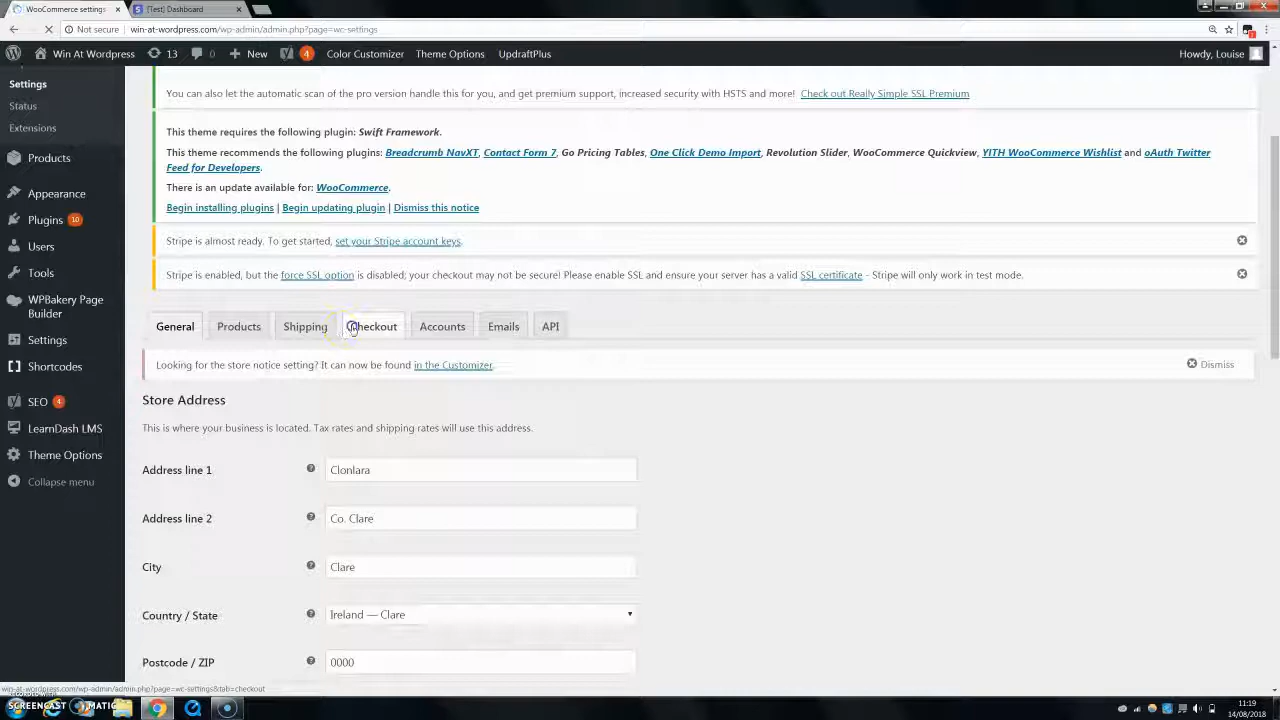 WooCommerce settings
[Test] Dashboard
Not secure
win-at-wordpress.com/wp-admin/admin.php?page=wc-settings
Win At Wordpress
13
0
New
4
Color Customizer
Theme Options
UpdraftPlus
Howdy, Louise
Settings
Status
Extensions
Products
Appearance
Plugins 10
Users
Tools
WPBakery Page
Builder
Settings
Shortcodes
SEO 4
LearnDash LMS
Theme Options
Collapse menu
You can also let the automatic scan of the pro version handle this for you, and get premium support, increased security with HSTS and more! Check out Really Simple SSL Premium
This theme requires the following plugin: Swift Framework.
This theme recommends the following plugins: Breadcrumb NavXT, Contact Form 7, Go Pricing Tables, One Click Demo Import, Revolution Slider, WooCommerce Quickview, YITH WooCommerce Wishlist and oAuth Twitter
Feed for Developers.
There is an update available for: WooCommerce.
Begin installing plugins | Begin updating plugin | Dismiss this notice
Stripe is almost ready. To get started, set your Stripe account keys.
Stripe is enabled, but the force SSL option is disabled; your checkout may not be secure! Please enable SSL and ensure your server has a valid SSL certificate - Stripe will only work in test mode.
General
Products
Shipping
Checkout
Accounts
Emails
API
Looking for the store notice setting? It can now be found in the Customizer.
Dismiss
Store Address
This is where your business is located. Tax rates and shipping rates will use this address.
Address line 1
Clonlara
Address line 2
Co. Clare
City
Clare
Country / State
Ireland — Clare
Postcode / ZIP
0000
win-at-wordpress.com/wp-admin/admin.php?page=wc-settings&tab=checkout
SCREENCAST MATIC
11:19
14/08/2018